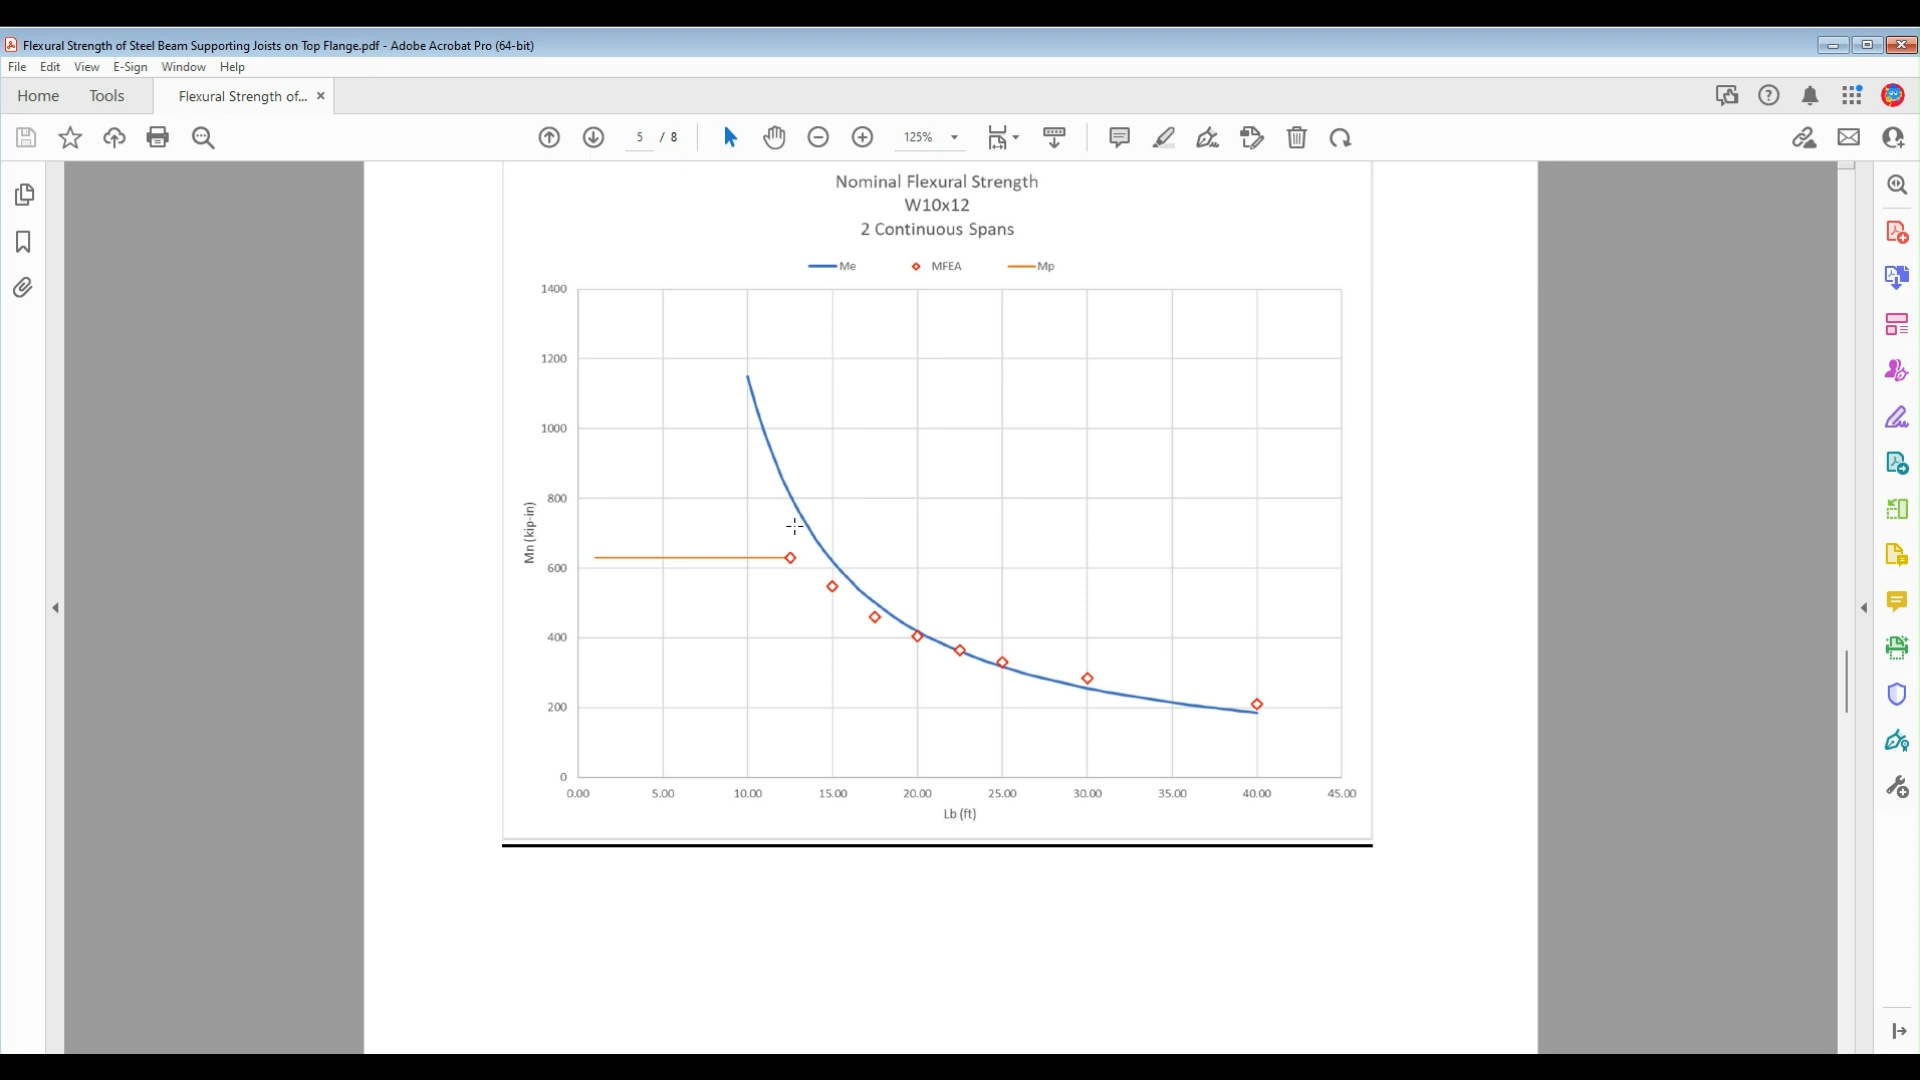 Flexural Strength of Steel Beam Supporting Joists on Top Flange.pdf - Adobe Acrobat Pro (64-bit)
File Edit View E-Sign Window Help
Home Tools Flexural Strength of... ×
5 / 8 125%
Nominal Flexural Strength
W10x12
2 Continuous Spans
Me MFEA Mp
Mn (kip-in)
1400
1200
1000
800
600
400
200
0
0.00 5.00 10.00 15.00 20.00 25.00 30.00 35.00 40.00 45.00
Lb (ft)